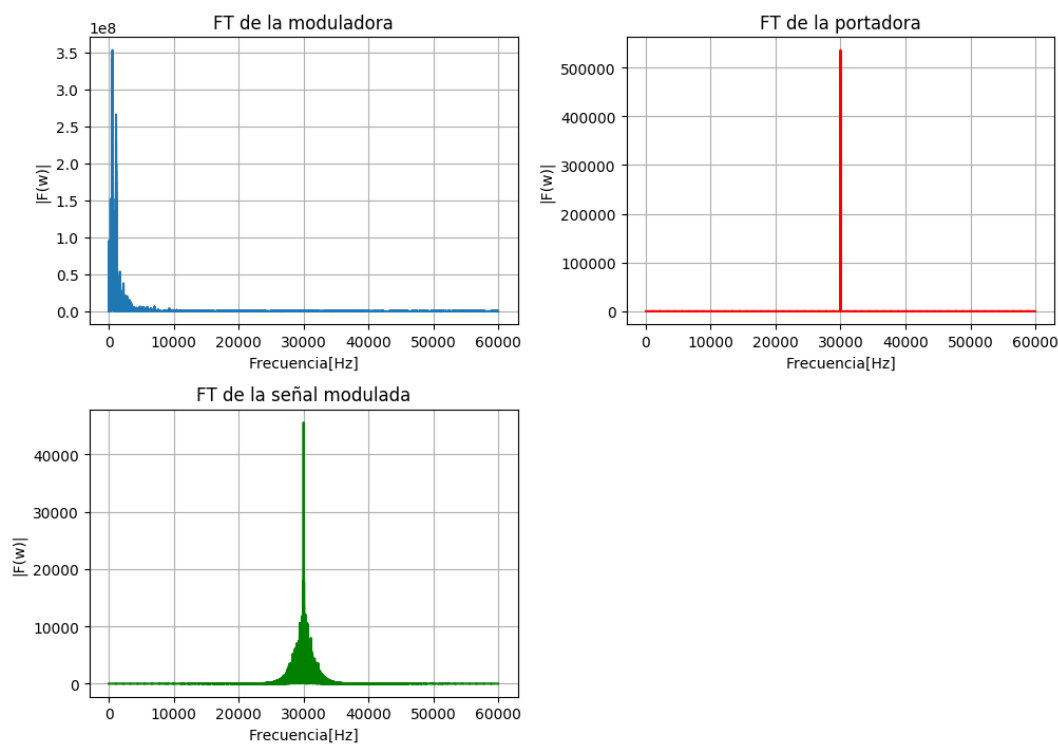 FT de la moduladora
1e8
3.5
3.0
2.5
2.0
1.5
1.0
0.5
0.0
|F(w)|
0 10000 20000 30000 40000 50000 60000
Frecuencia[Hz]
FT de la portadora
500000
400000
300000
200000
100000
0
|F(w)|
0 10000 20000 30000 40000 50000 60000
Frecuencia[Hz]
FT de la señal modulada
40000
30000
20000
10000
0
|F(w)|
0 10000 20000 30000 40000 50000 60000
Frecuencia[Hz]